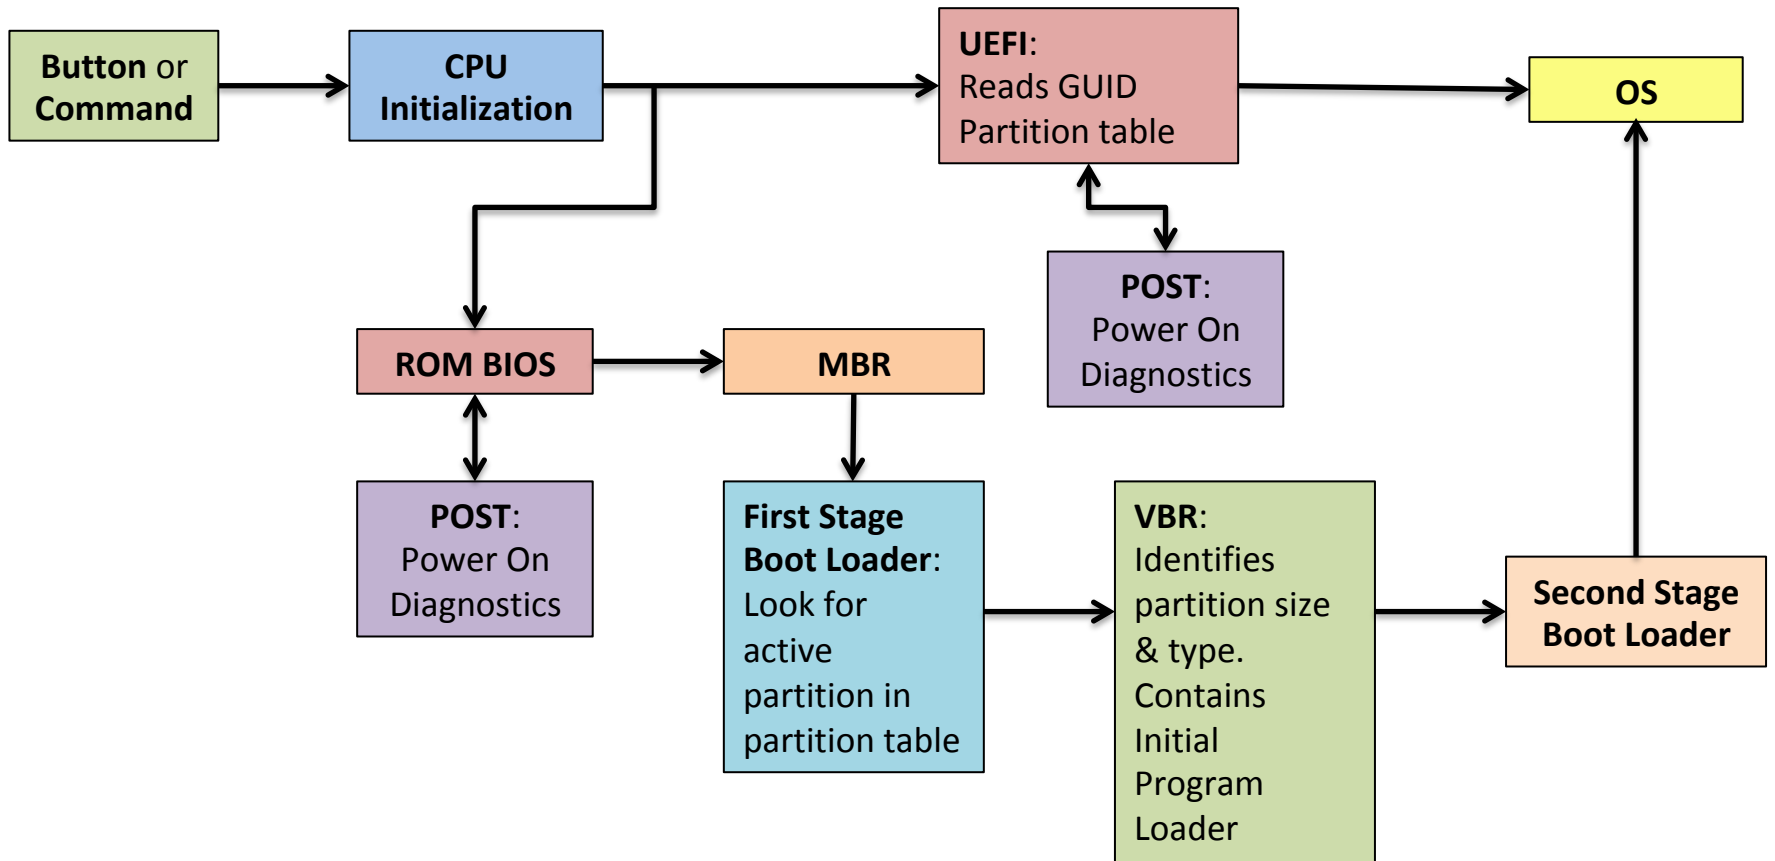 Button or
Command
CPU
Initialization
UEFI:
Reads GUID
Partition table
OS
POST:
Power On
Diagnostics
ROM BIOS
MBR
POST:
Power On
Diagnostics
First Stage
Boot Loader:
Look for
active
partition in
partition table
VBR:
Identifies
partition size
& type.
Contains
Initial
Program
Loader
Second Stage
Boot Loader